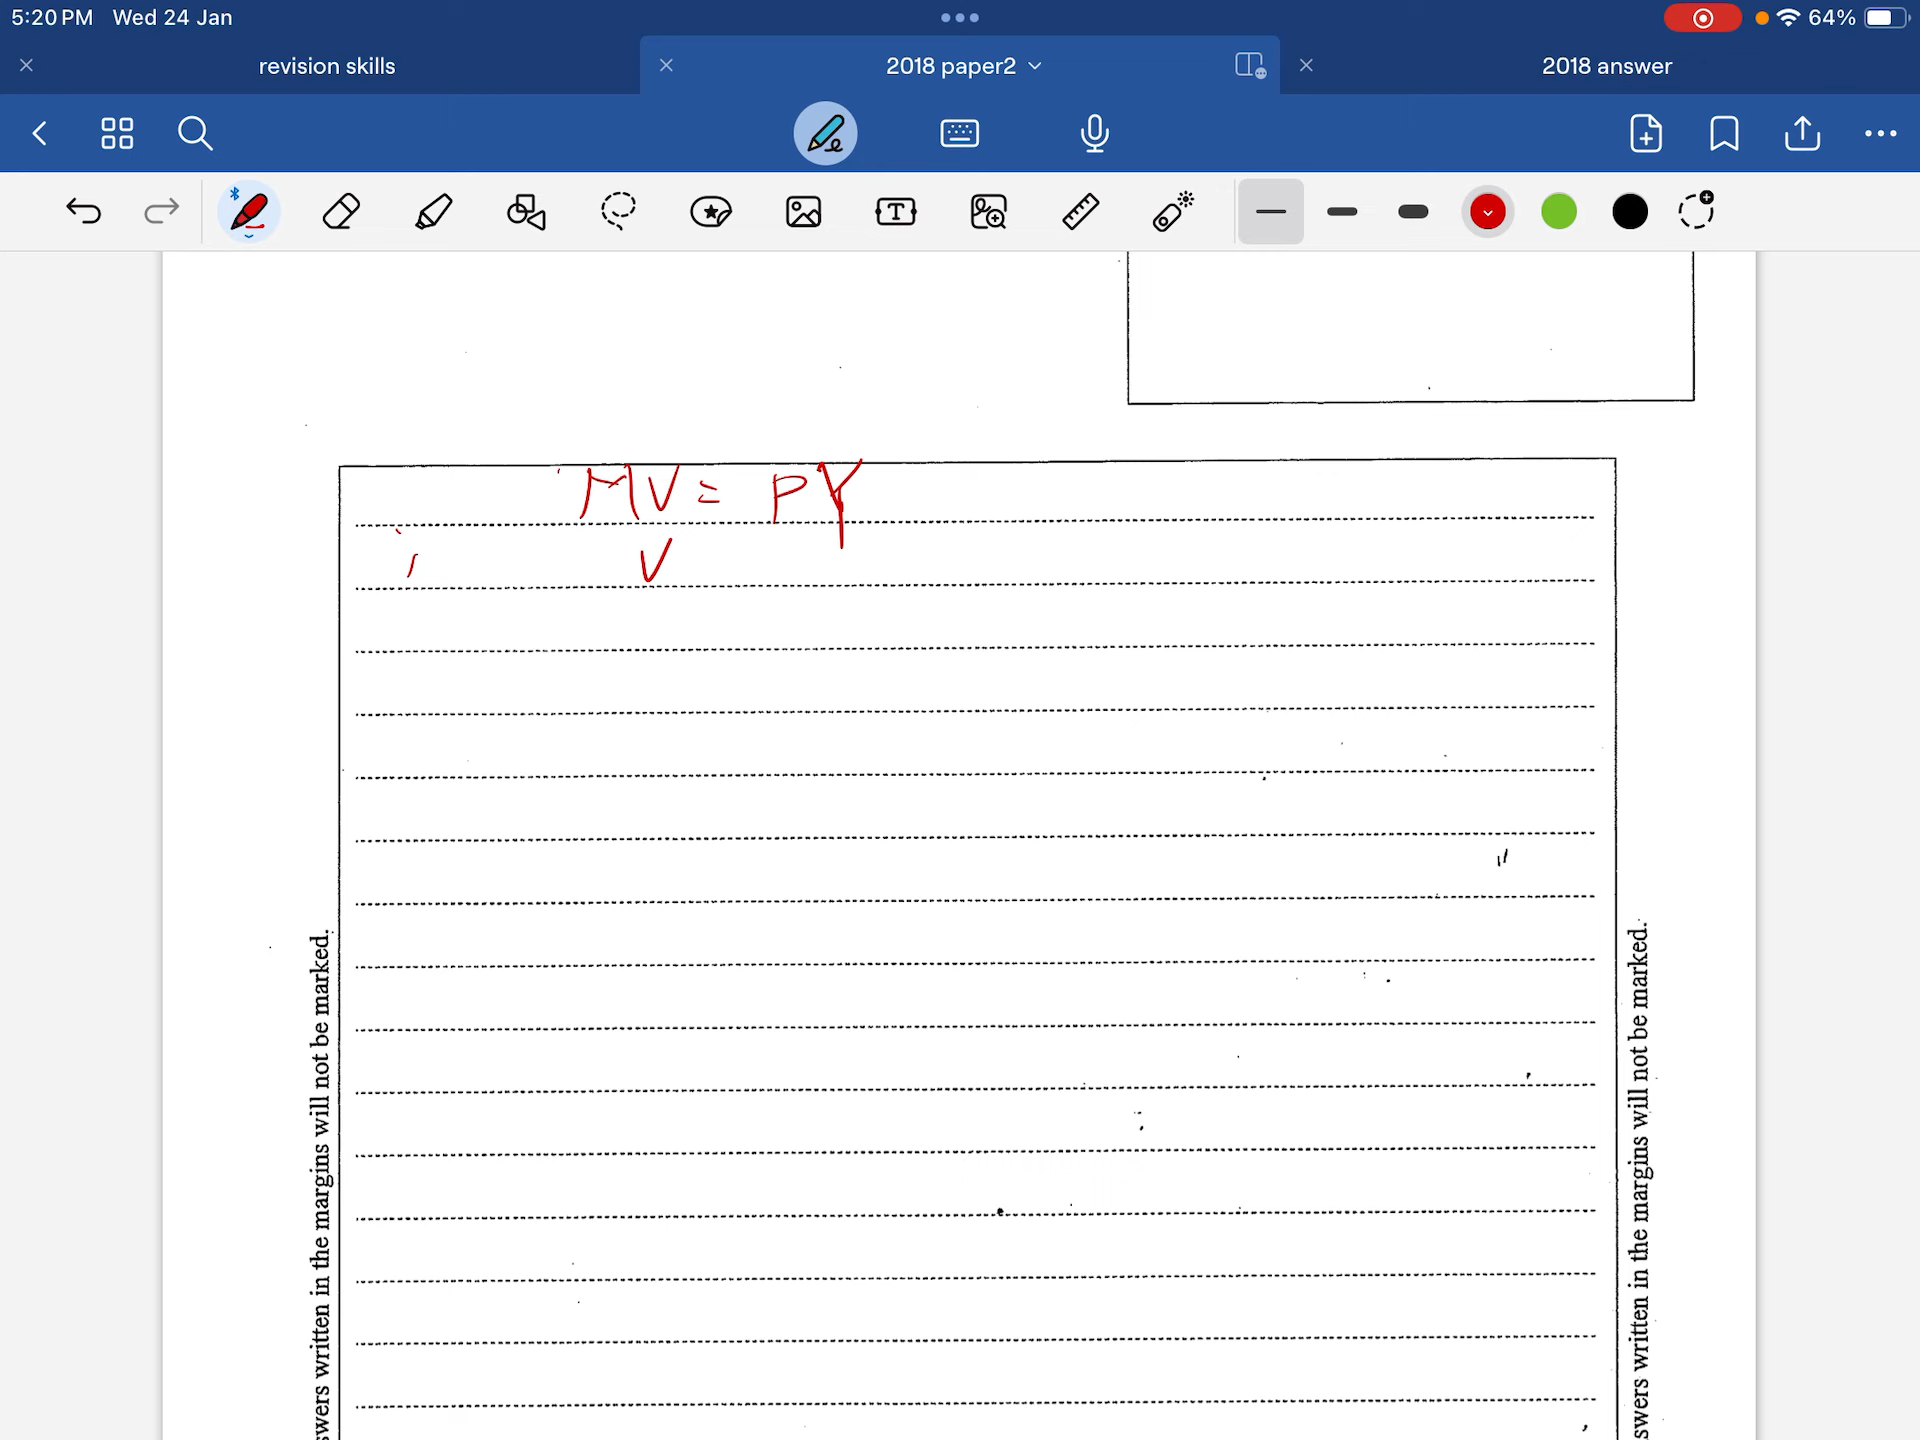 5:20 PM Wed 24 Jan
64%
revision skills
2018 paper2
2018 answer
MV = PY
V
swers written in the margins will not be marked.
swers written in the margins will not be marked.